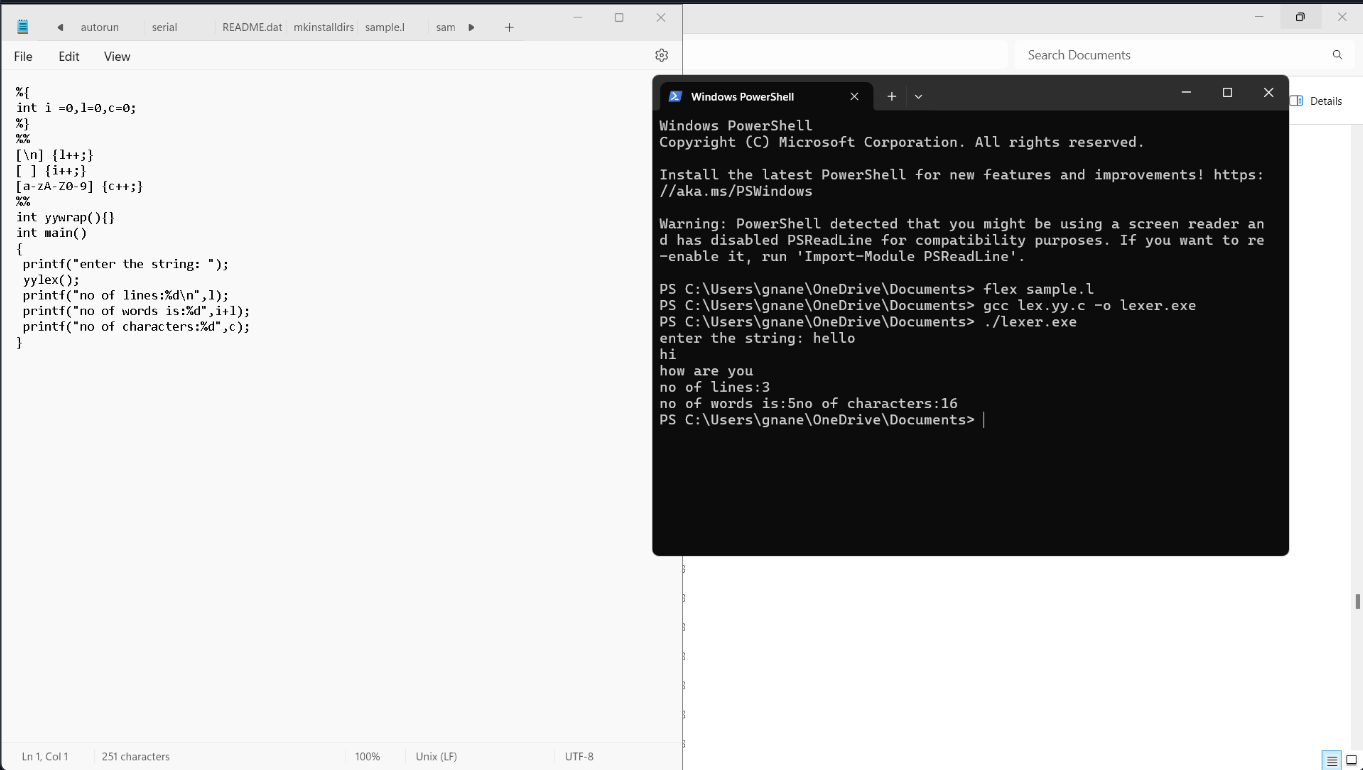 autorun serial README.dat mkinstalldirs sample.l sam
File Edit View
%{
int i =0,l=0,c=0;
%}
%%
[\n] {l++;}
[ ] {i++;}
[a-zA-Z0-9] {c++;}
%%
int yywrap(){}
int main()
{
printf("enter the string: ");
yylex();
printf("no of lines:%d\n",l);
printf("no of words is:%d",i+l);
printf("no of characters:%d",c);
}
Ln 1, Col 1 251 characters 100% Unix (LF) UTF-8
Search Documents
Details
Windows PowerShell
Windows PowerShell
Copyright (C) Microsoft Corporation. All rights reserved.
Install the latest PowerShell for new features and improvements! https:
//aka.ms/PSWindows
Warning: PowerShell detected that you might be using a screen reader an
d has disabled PSReadLine for compatibility purposes. If you want to re
-enable it, run 'Import-Module PSReadLine'.
PS C:\Users\gnane\OneDrive\Documents> flex sample.l
PS C:\Users\gnane\OneDrive\Documents> gcc lex.yy.c -o lexer.exe
PS C:\Users\gnane\OneDrive\Documents> ./lexer.exe
enter the string: hello
hi
how are you
no of lines:3
no of words is:5no of characters:16
PS C:\Users\gnane\OneDrive\Documents>